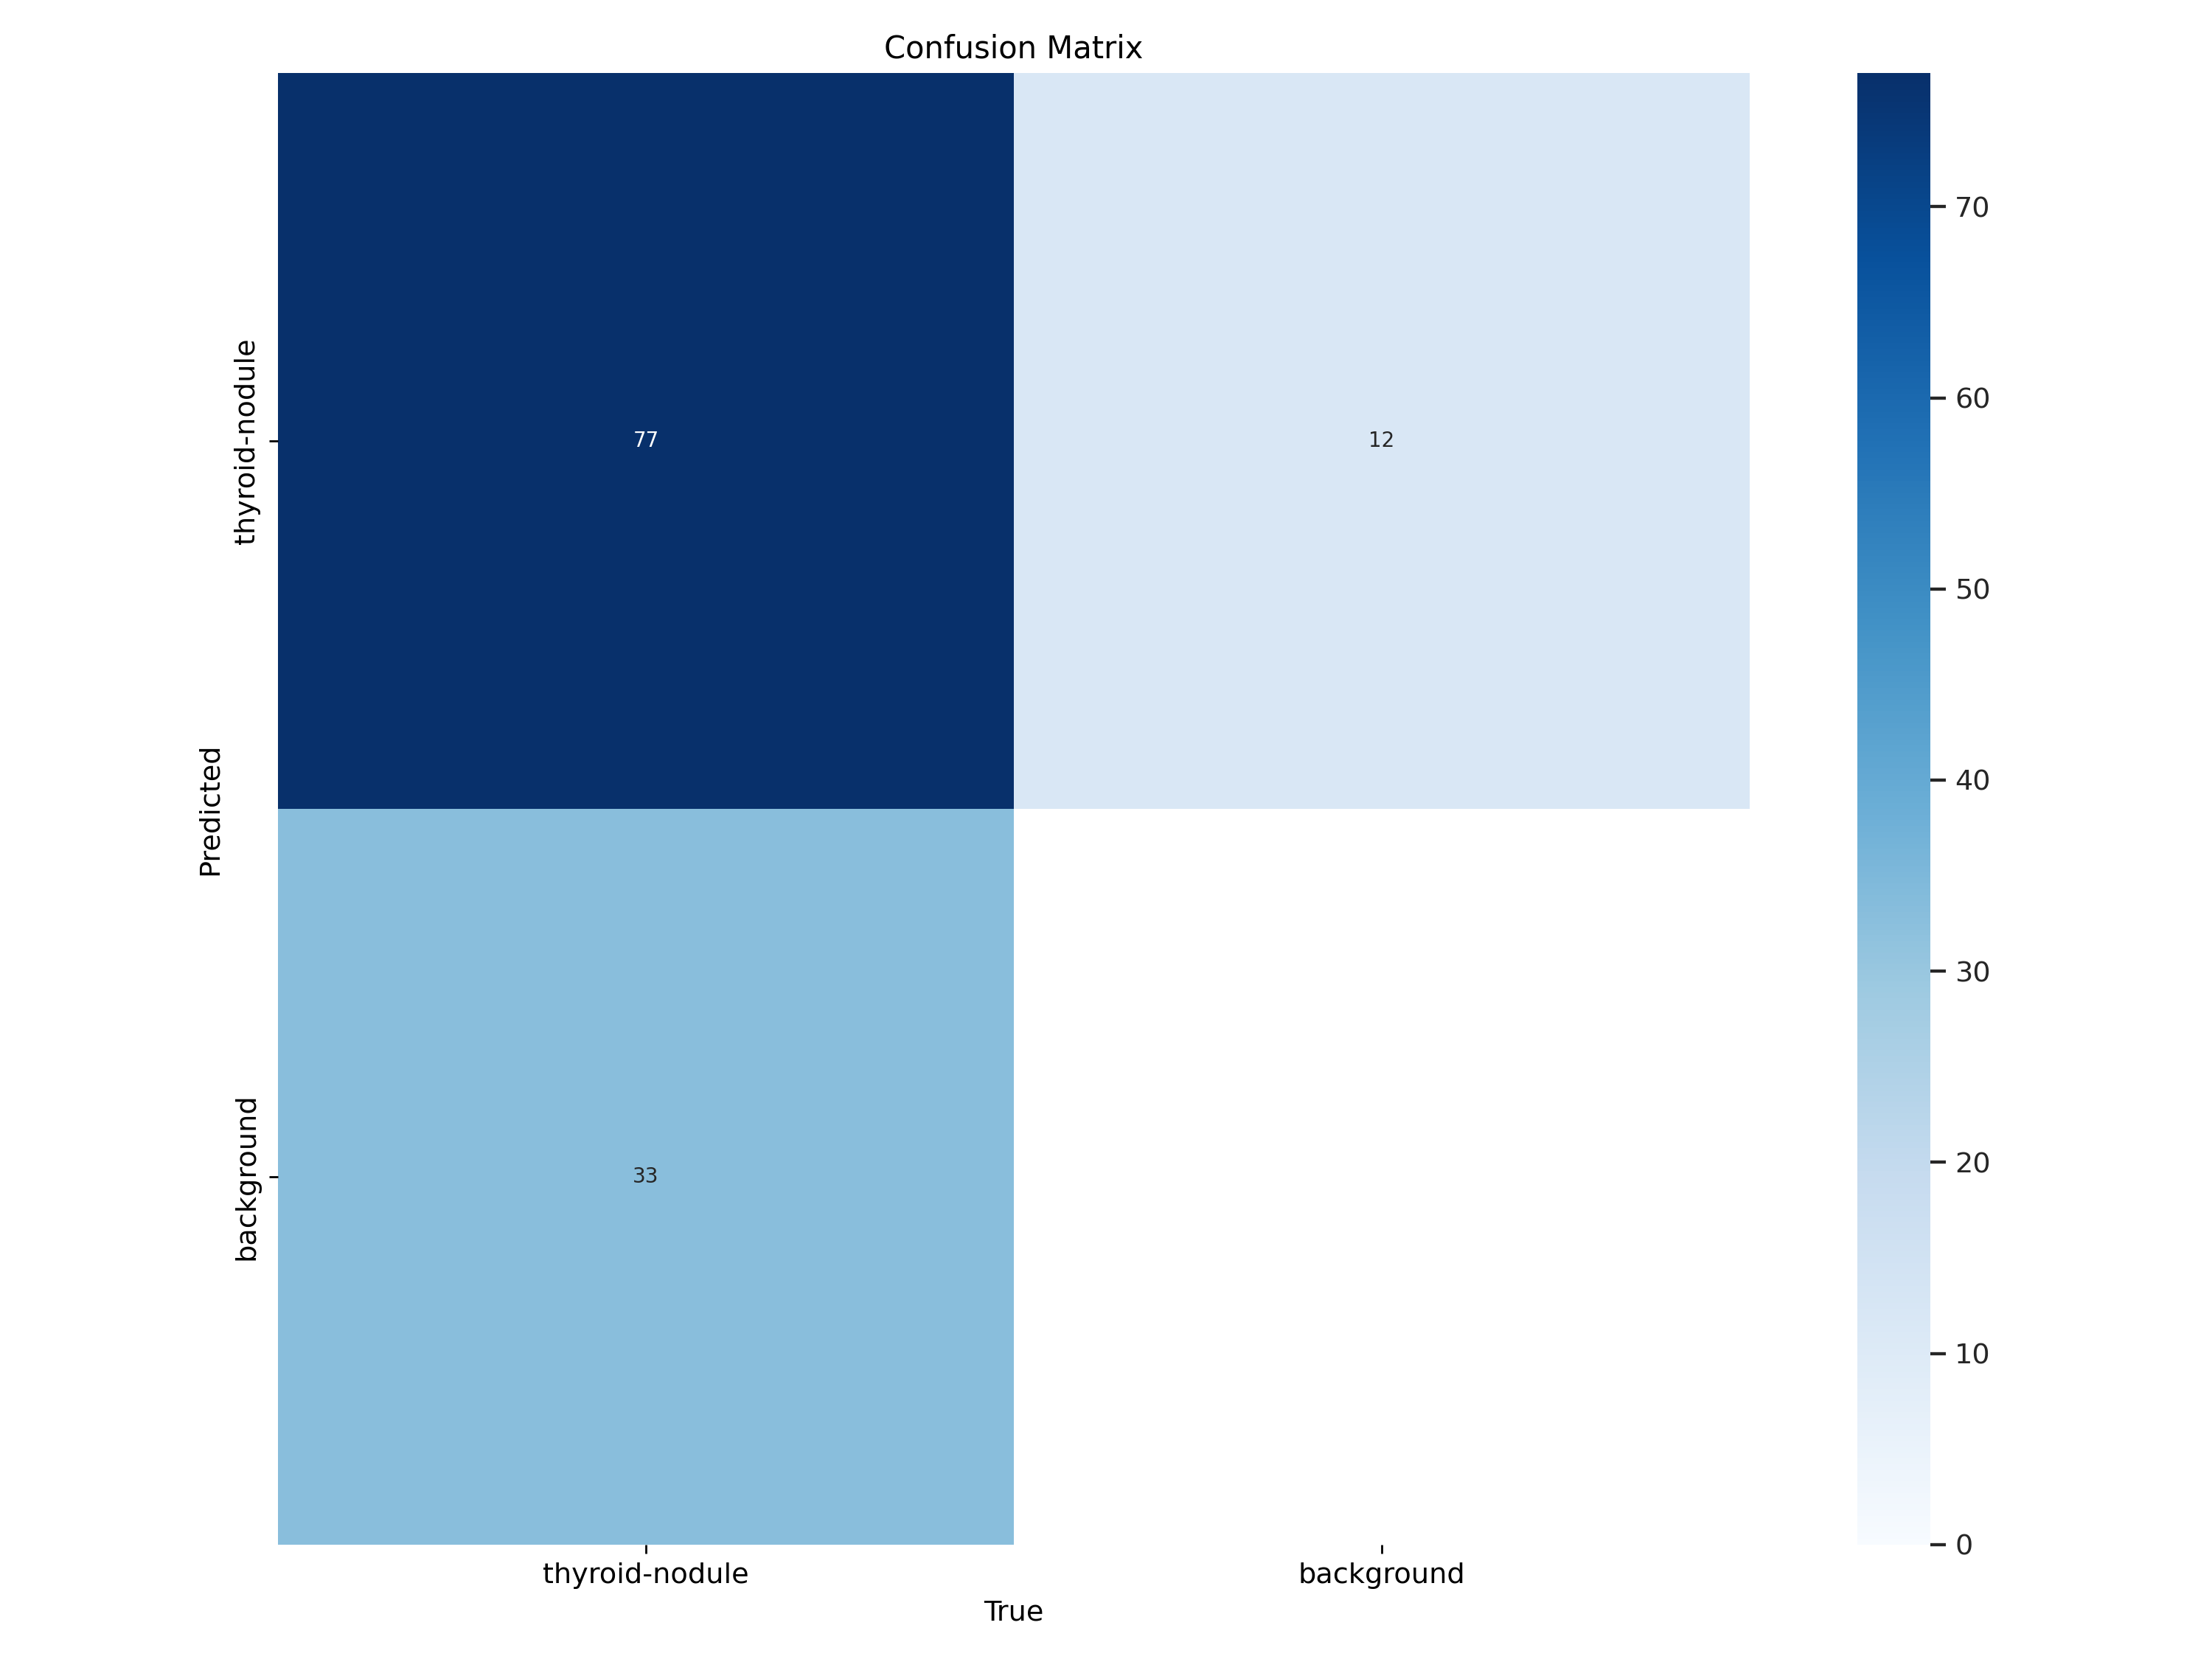 Confusion Matrix
Predicted
thyroid-nodule
background
77
12
33
thyroid-nodule
background
True
70
60
50
40
30
20
10
0